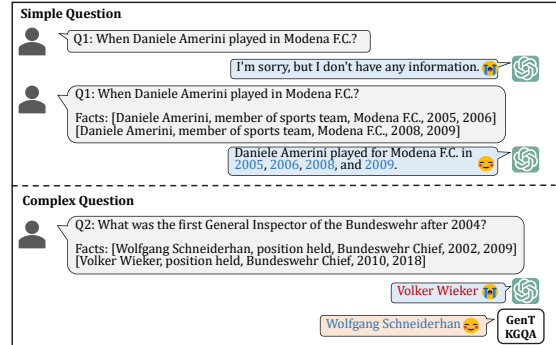 Simple Question
Q1: When Daniele Amerini played in Modena F.C.?
I'm sorry, but I don't have any information.
Q1: When Daniele Amerini played in Modena F.C.?
Facts: [Daniele Amerini, member of sports team, Modena F.C., 2005, 2006]
[Daniele Amerini, member of sports team, Modena F.C., 2008, 2009]
Daniele Amerini played for Modena F.C. in
2005, 2006, 2008, and 2009.
Complex Question
Q2: What was the first General Inspector of the Bundeswehr after 2004?
Facts: [Wolfgang Schneiderhan, position held, Bundeswehr Chief, 2002, 2009]
[Volker Wieker, position held, Bundeswehr Chief, 2010, 2018]
Volker Wieker
Wolfgang Schneiderhan
GenT
KGQA